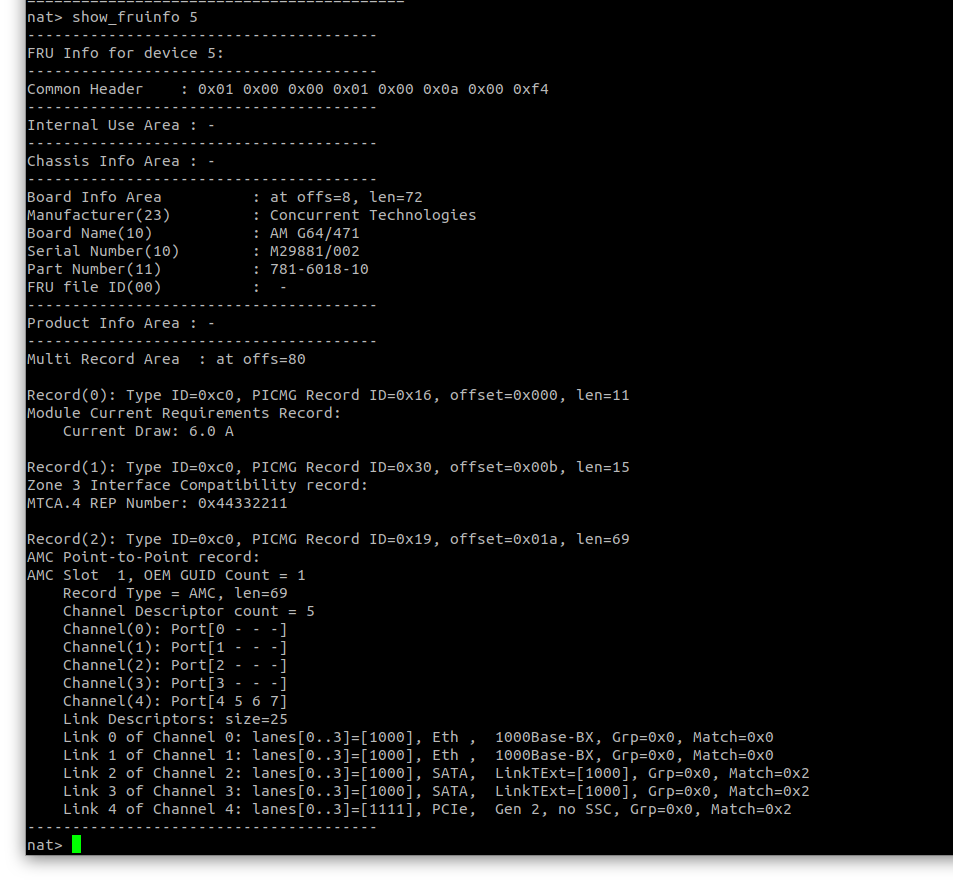 nat> show_fruinfo 5
---------------------------------------
FRU Info for device 5:
---------------------------------------
Common Header    : 0x01 0x00 0x00 0x01 0x00 0x0a 0x00 0xf4
---------------------------------------
Internal Use Area : -
---------------------------------------
Chassis Info Area : -
---------------------------------------
Board Info Area          : at offs=8, len=72
Manufacturer(23)         : Concurrent Technologies
Board Name(10)           : AM G64/471
Serial Number(10)        : M29881/002
Part Number(11)          : 781-6018-10
FRU file ID(00)          :  -
---------------------------------------
Product Info Area : -
---------------------------------------
Multi Record Area  : at offs=80
Record(0): Type ID=0xc0, PICMG Record ID=0x16, offset=0x000, len=11
Module Current Requirements Record:
    Current Draw: 6.0 A
Record(1): Type ID=0xc0, PICMG Record ID=0x30, offset=0x00b, len=15
Zone 3 Interface Compatibility record:
MTCA.4 REP Number: 0x44332211
Record(2): Type ID=0xc0, PICMG Record ID=0x19, offset=0x01a, len=69
AMC Point-to-Point record:
AMC Slot  1, OEM GUID Count = 1
    Record Type = AMC, len=69
    Channel Descriptor count = 5
    Channel(0): Port[0 - - -]
    Channel(1): Port[1 - - -]
    Channel(2): Port[2 - - -]
    Channel(3): Port[3 - - -]
    Channel(4): Port[4 5 6 7]
    Link Descriptors: size=25
    Link 0 of Channel 0: lanes[0..3]=[1000], Eth ,  1000Base-BX, Grp=0x0, Match=0x0
    Link 1 of Channel 1: lanes[0..3]=[1000], Eth ,  1000Base-BX, Grp=0x0, Match=0x0
    Link 2 of Channel 2: lanes[0..3]=[1000], SATA,  LinkTExt=[1000], Grp=0x0, Match=0x2
    Link 3 of Channel 3: lanes[0..3]=[1000], SATA,  LinkTExt=[1000], Grp=0x0, Match=0x2
    Link 4 of Channel 4: lanes[0..3]=[1111], PCIe,  Gen 2, no SSC, Grp=0x0, Match=0x2
---------------------------------------
nat>